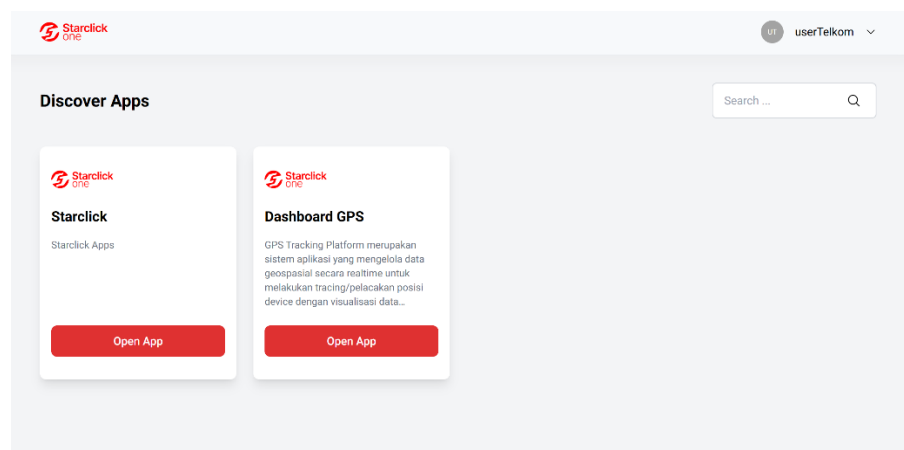 Starclick
one
UT
userTelkom
Discover Apps
Search ...
Starclick
one
Starclick
Starclick Apps
Open App
Starclick
one
Dashboard GPS
GPS Tracking Platform merupakan
sistem aplikasi yang mengelola data
geospasial secara realtime untuk
melakukan tracing/pelacakan posisi
device dengan visualisasi data...
Open App